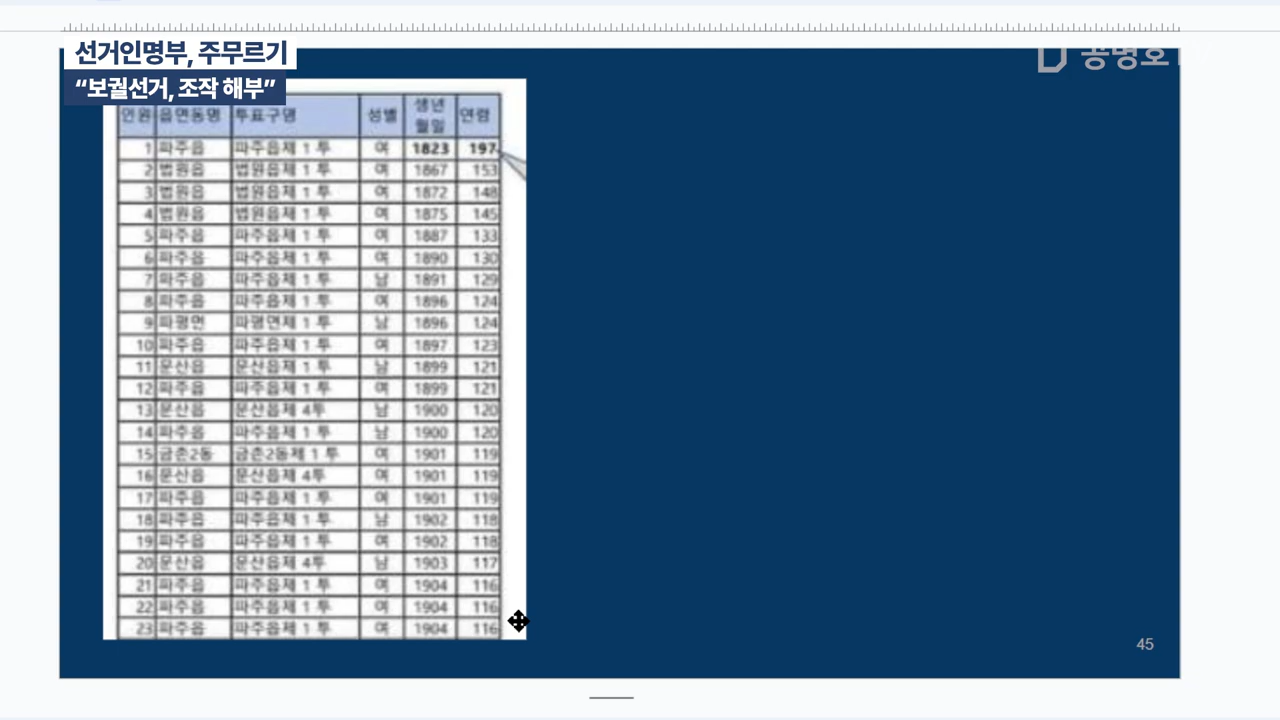 선거인명부, 주무르기
“보궐선거, 조작 해부”
인원 읍면동명 투표구명 성별 생년월일 연령
1 파주읍 파주읍제 1 투 여 1823 197
2 법원읍 법원읍제 1 투 여 1867 153
3 법원읍 법원읍제 1 투 여 1872 148
4 법원읍 법원읍제 1 투 여 1875 145
5 파주읍 파주읍제 1 투 여 1887 133
6 파주읍 파주읍제 1 투 여 1890 130
7 파주읍 파주읍제 1 투 남 1891 129
8 파주읍 파주읍제 1 투 여 1896 124
9 파평면 파평면제 1 투 남 1896 124
10 파주읍 파주읍제 1 투 여 1897 123
11 문산읍 문산읍제 1 투 남 1899 121
12 파주읍 파주읍제 1 투 여 1899 121
13 문산읍 문산읍제 4투 남 1900 120
14 파주읍 파주읍제 1 투 남 1900 120
15 금촌2동 금촌2동제 1 투 여 1901 119
16 문산읍 문산읍제 4투 여 1901 119
17 파주읍 파주읍제 1 투 여 1901 119
18 파주읍 파주읍제 1 투 남 1902 118
19 파주읍 파주읍제 1 투 여 1902 118
20 문산읍 문산읍제 4투 남 1903 117
21 파주읍 파주읍제 1 투 여 1904 116
22 파주읍 파주읍제 1 투 여 1904 116
23 파주읍 파주읍제 1 투 여 1904 116
45